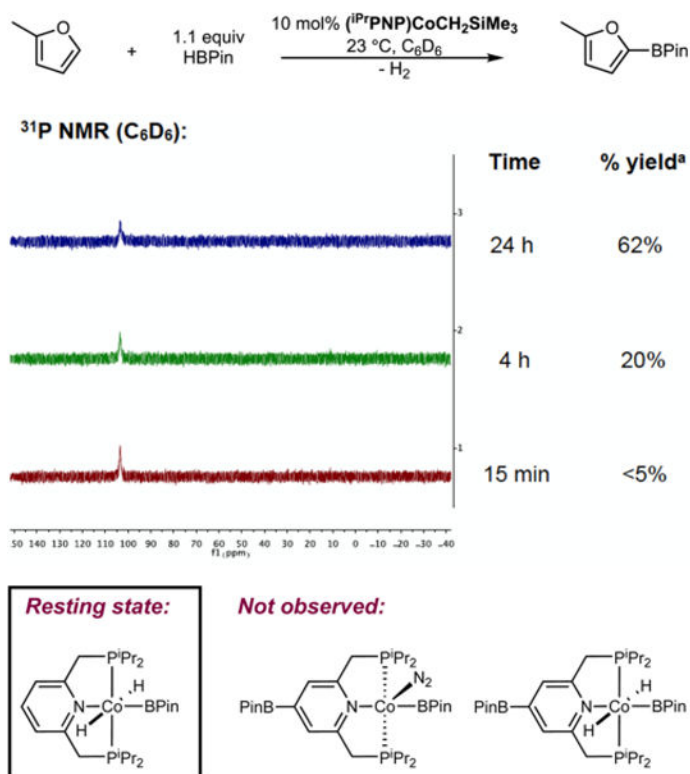 +
1.1 equiv
HBPin
10 mol% (iPrPNP)CoCH2SiMe3
23 °C, C6D6
- H2
O
O
BPin
31P NMR (C6D6):
Time % yieldª
3
24 h 62%
2
4 h 20%
1
15 min <5%
50 140 130 120 110 100 90 80 70 60 50 40 30 20 10 0 -10 -20 -30 -40
f1 (ppm)
Resting state: Not observed:
PiPr2 PiPr2 PiPr2
H N2 H
N Co BPin PinB N Co BPin PinB N Co BPin
H H
PiPr2 PiPr2 PiPr2